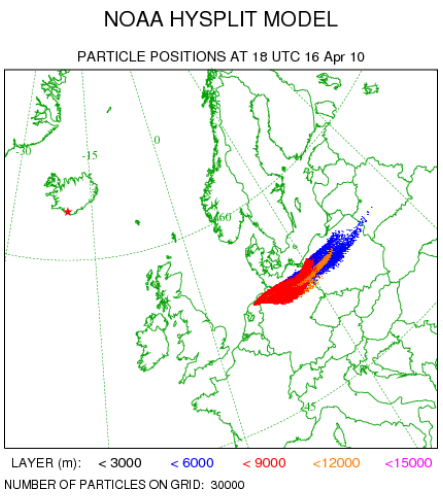 NOAA HYSPLIT MODEL
PARTICLE POSITIONS AT 18 UTC 16 Apr 10
-30
-15
0
60
45
LAYER (m): < 3000 < 6000 < 9000 <12000 <15000
NUMBER OF PARTICLES ON GRID: 30000